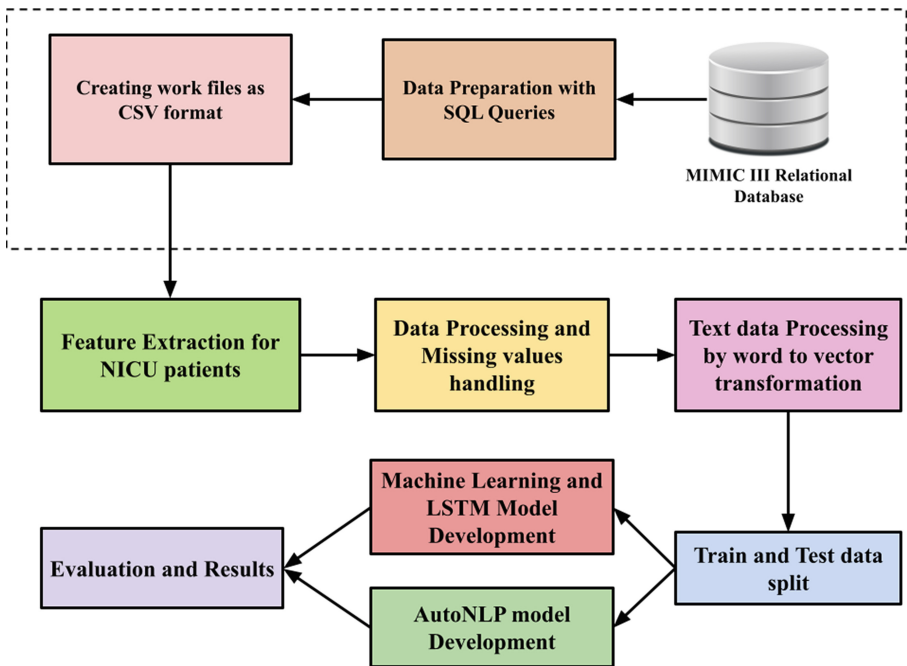 Creating work files as
CSV format
Data Preparation with
SQL Queries
MIMIC III Relational
Database
Feature Extraction for
NICU patients
Data Processing and
Missing values
handling
Text data Processing
by word to vector
transformation
Machine Learning and
LSTM Model
Development
Evaluation and Results
Train and Test data
split
AutoNLP model
Development